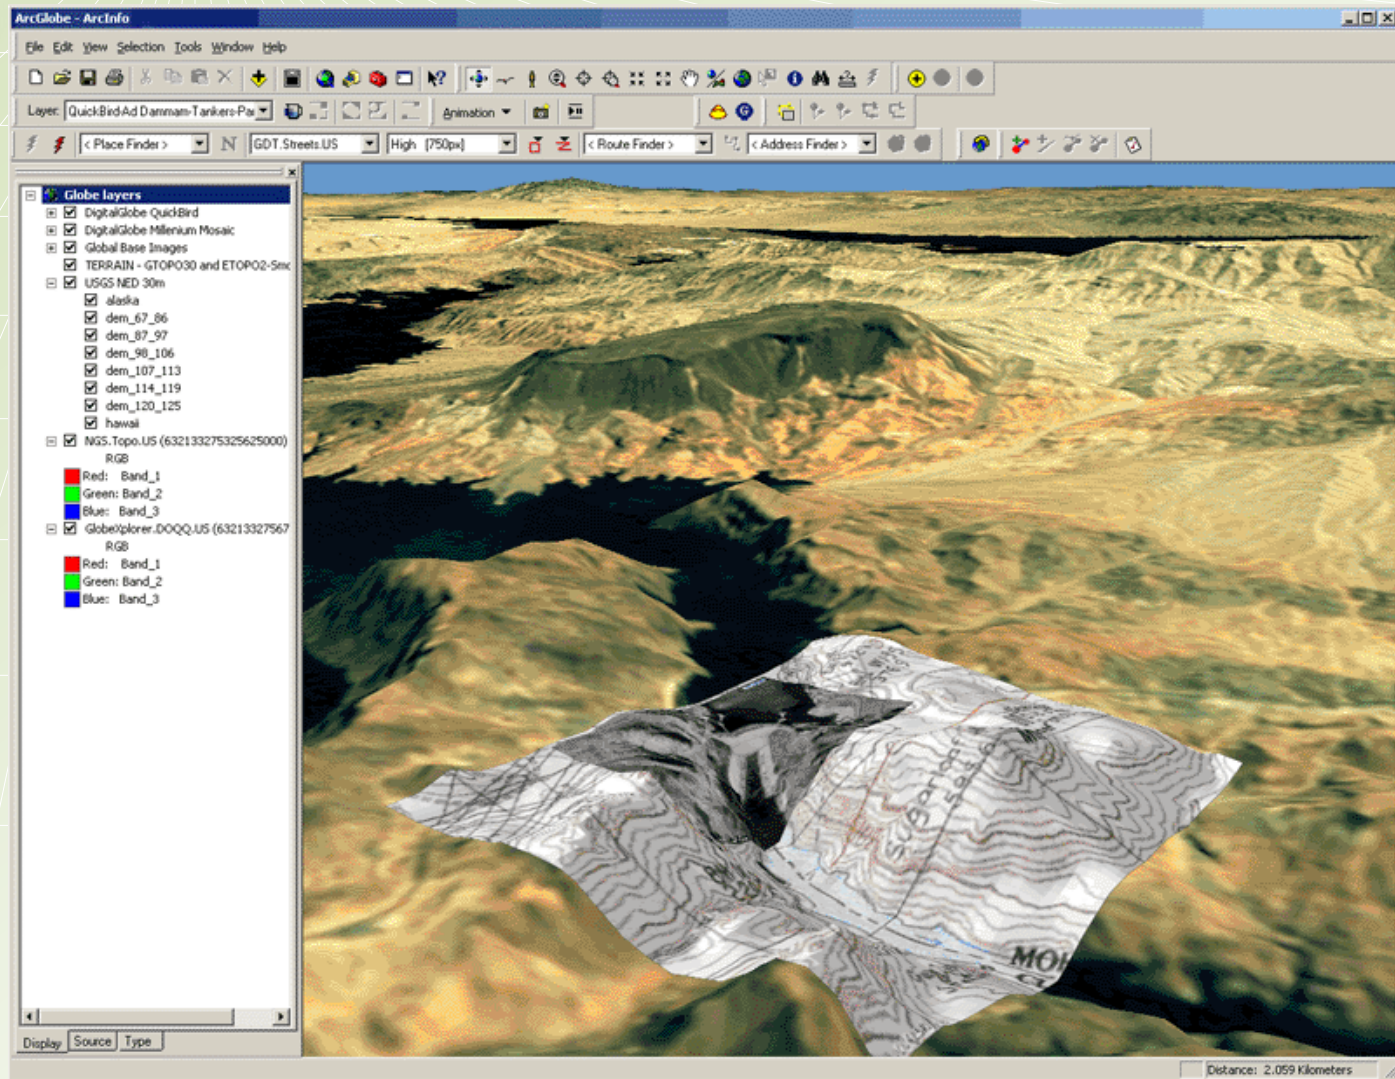 ArcGlobe - ArcInfo
File Edit View Selection Tools Window Help
Layer: QuickBird-Ad Dammam-Tankers-Pa
Animation
< Place Finder > N GDT.Streets.US High (750px) < Route Finder > < Address Finder >
Globe layers
DigitalGlobe QuickBird
DigitalGlobe Millenium Mosaic
Global Base Images
TERRAIN - GTOPO30 and ETOPO2-Smo
USGS NED 30m
alaska
dem_67_86
dem_87_97
dem_98_106
dem_107_113
dem_114_119
dem_120_125
hawaii
NGS.Topo.US (632133275325625000)
RGB
Red: Band_1
Green: Band_2
Blue: Band_3
GlobeXplorer.DOQQ.US (63213327567
RGB
Red: Band_1
Green: Band_2
Blue: Band_3
Sugarloaf
MOH
Display Source Type
Distance: 2.059 Kilometers